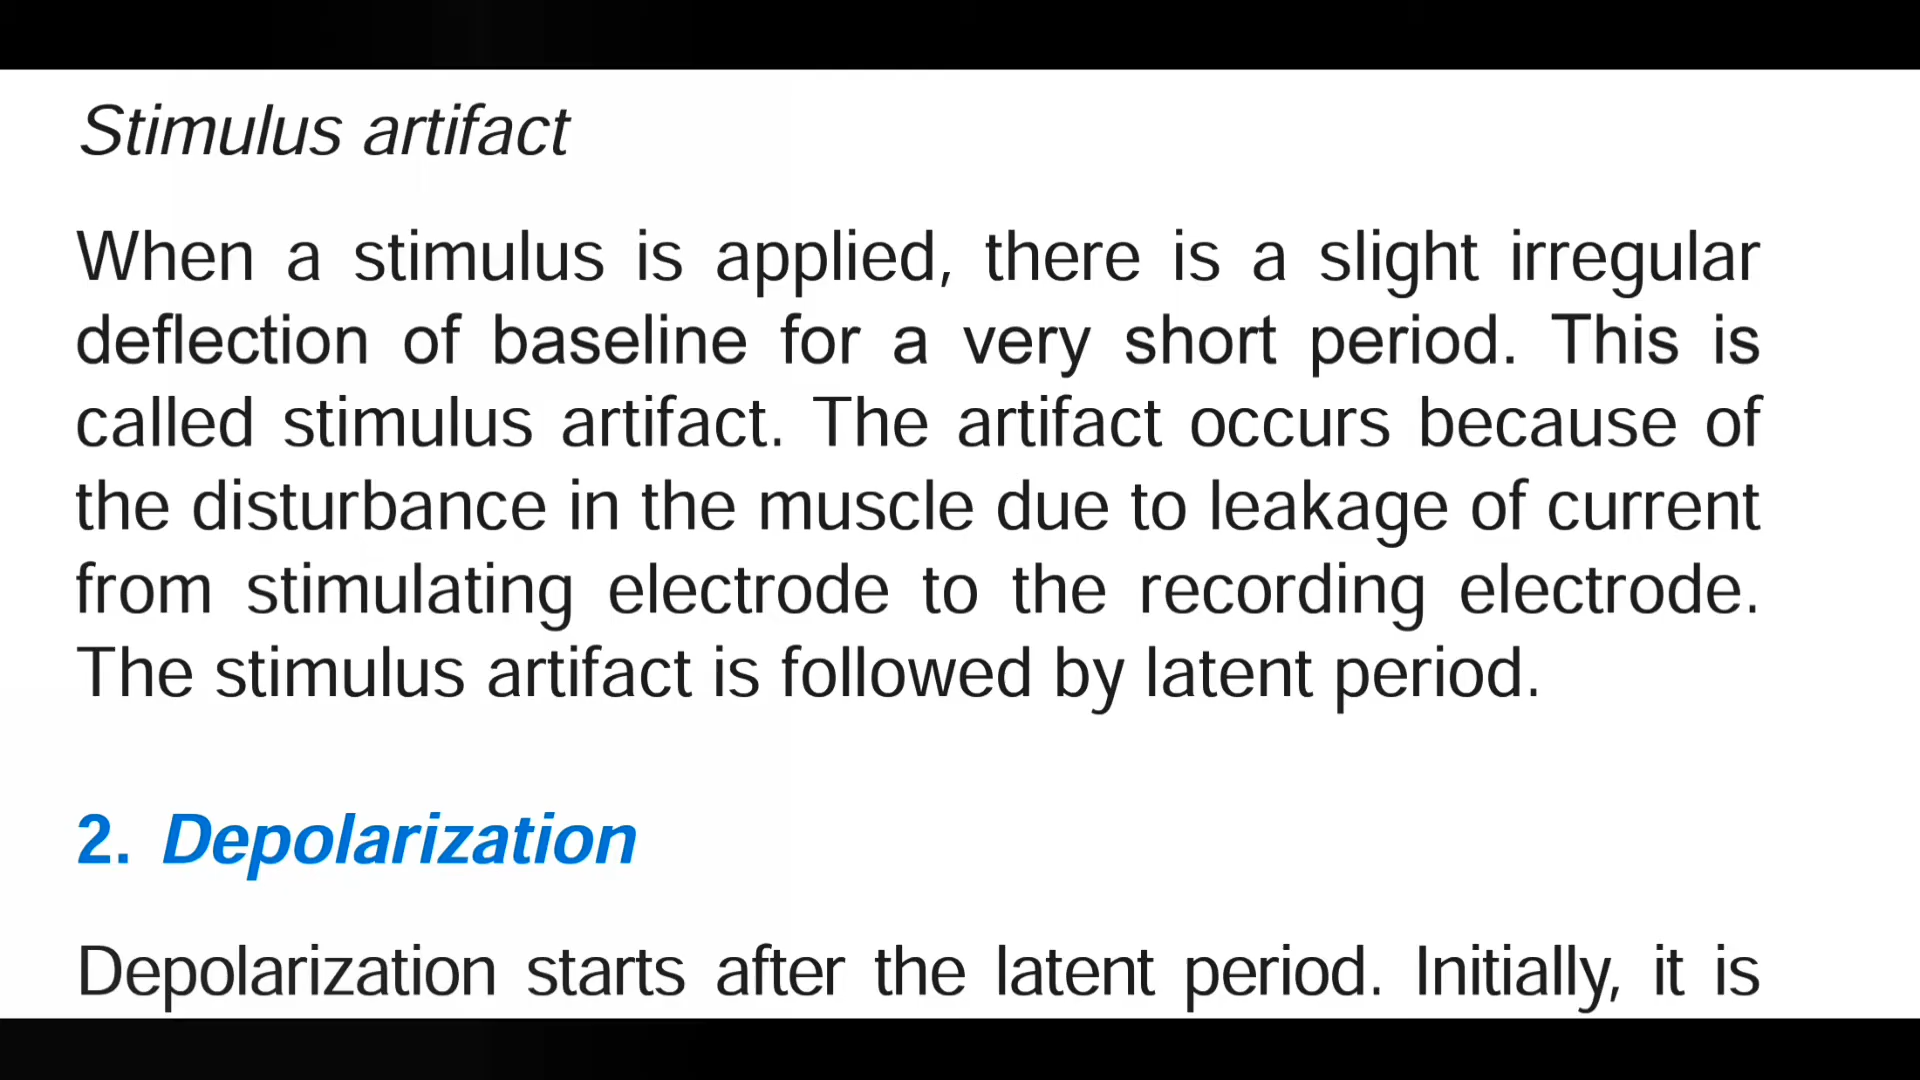 Stimulus artifact
When a stimulus is applied, there is a slight irregular
deflection of baseline for a very short period. This is
called stimulus artifact. The artifact occurs because of
the disturbance in the muscle due to leakage of current
from stimulating electrode to the recording electrode.
The stimulus artifact is followed by latent period.
2. Depolarization
Depolarization starts after the latent period. Initially, it is